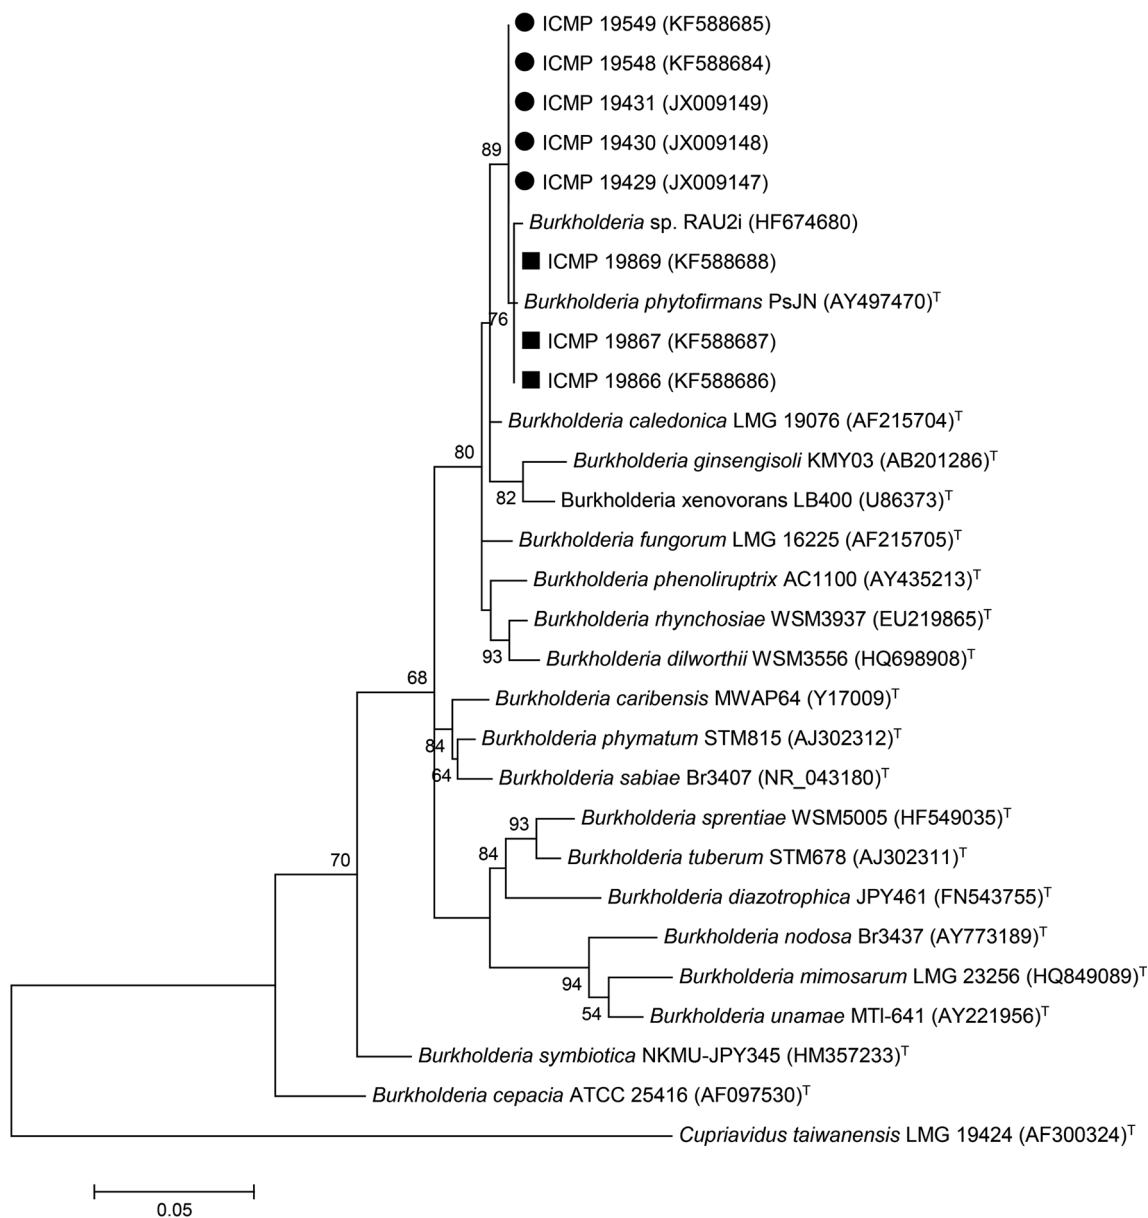 ICMP 19549 (KF588685)
ICMP 19548 (KF588684)
ICMP 19431 (JX009149)
ICMP 19430 (JX009148)
89
ICMP 19429 (JX009147)
Burkholderia sp. RAU2i (HF674680)
ICMP 19869 (KF588688)
Burkholderia phytofirmans PsJN (AY497470)T
76
ICMP 19867 (KF588687)
ICMP 19866 (KF588686)
Burkholderia caledonica LMG 19076 (AF215704)T
80
Burkholderia ginsengisoli KMY03 (AB201286)T
82
Burkholderia xenovorans LB400 (U86373)T
Burkholderia fungorum LMG 16225 (AF215705)T
Burkholderia phenoliruptrix AC1100 (AY435213)T
Burkholderia rhynchosiae WSM3937 (EU219865)T
93
Burkholderia dilworthii WSM3556 (HQ698908)T
68
Burkholderia caribensis MWAP64 (Y17009)T
84
Burkholderia phymatum STM815 (AJ302312)T
64
Burkholderia sabiae Br3407 (NR_043180)T
93
Burkholderia sprentiae WSM5005 (HF549035)T
84
Burkholderia tuberum STM678 (AJ302311)T
70
Burkholderia diazotrophica JPY461 (FN543755)T
Burkholderia nodosa Br3437 (AY773189)T
94
Burkholderia mimosarum LMG 23256 (HQ849089)T
54
Burkholderia unamae MTI-641 (AY221956)T
Burkholderia symbiotica NKMU-JPY345 (HM357233)T
Burkholderia cepacia ATCC 25416 (AF097530)T
Cupriavidus taiwanensis LMG 19424 (AF300324)T
0.05